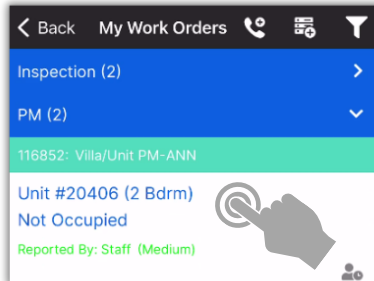 Back My Work Orders
Inspection (2)
PM (2)
116852: Villa/Unit PM-ANN
Unit #20406 (2 Bdrm)
Not Occupied
Reported By: Staff (Medium)